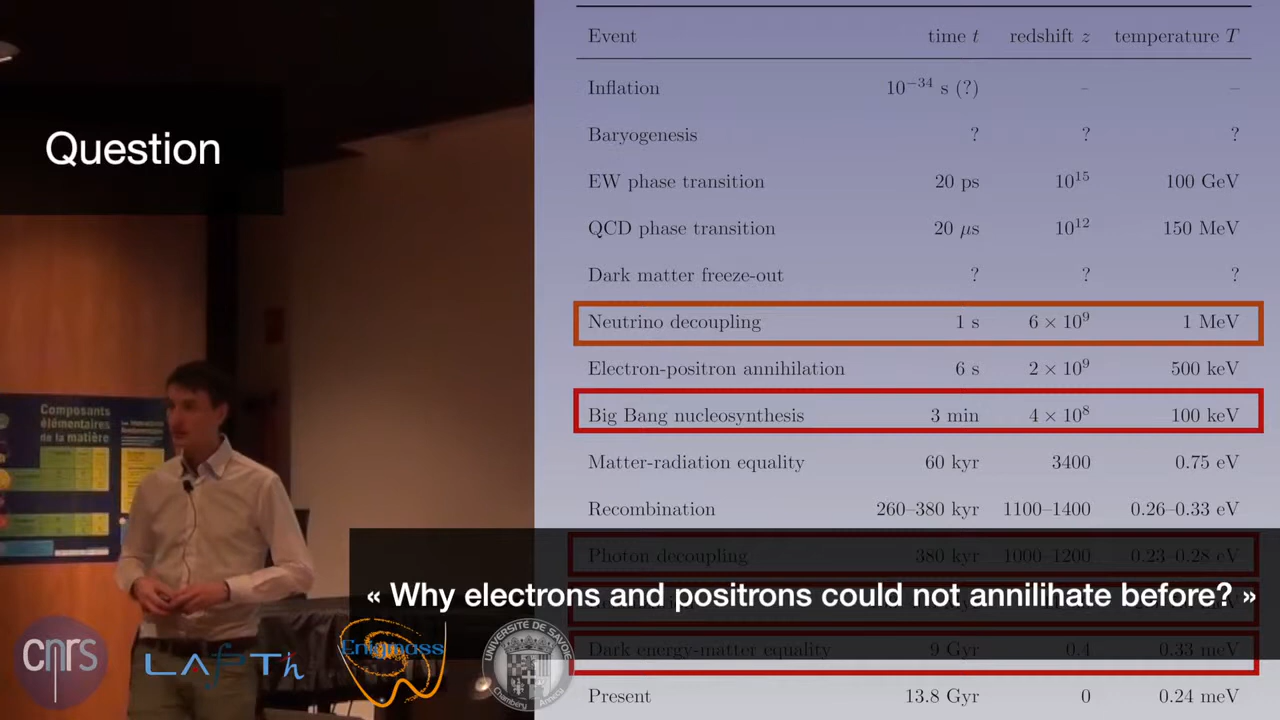 Question
Event time t redshift z temperature T
Inflation 10⁻³⁴ s (?) – –
Baryogenesis ? ? ?
EW phase transition 20 ps 10¹⁵ 100 GeV
QCD phase transition 20 μs 10¹² 150 MeV
Dark matter freeze-out ? ? ?
Neutrino decoupling 1 s 6 × 10⁹ 1 MeV
Electron-positron annihilation 6 s 2 × 10⁹ 500 keV
Big Bang nucleosynthesis 3 min 4 × 10⁸ 100 keV
Matter-radiation equality 60 kyr 3400 0.75 eV
Recombination 260–380 kyr 1100–1400 0.26–0.33 eV
Photon decoupling 380 kyr 1000–1200 0.23–0.28 eV
« Why electrons and positrons could not annilihate before? »
Dark energy-matter equality 9 Gyr 0.4 0.33 meV
Present 13.8 Gyr 0 0.24 meV
Composants
élémentaires
de la matière
cnrs
LAPTh
Enigmass
UNIVERSITE DE SAVOIE
Chambéry Annecy